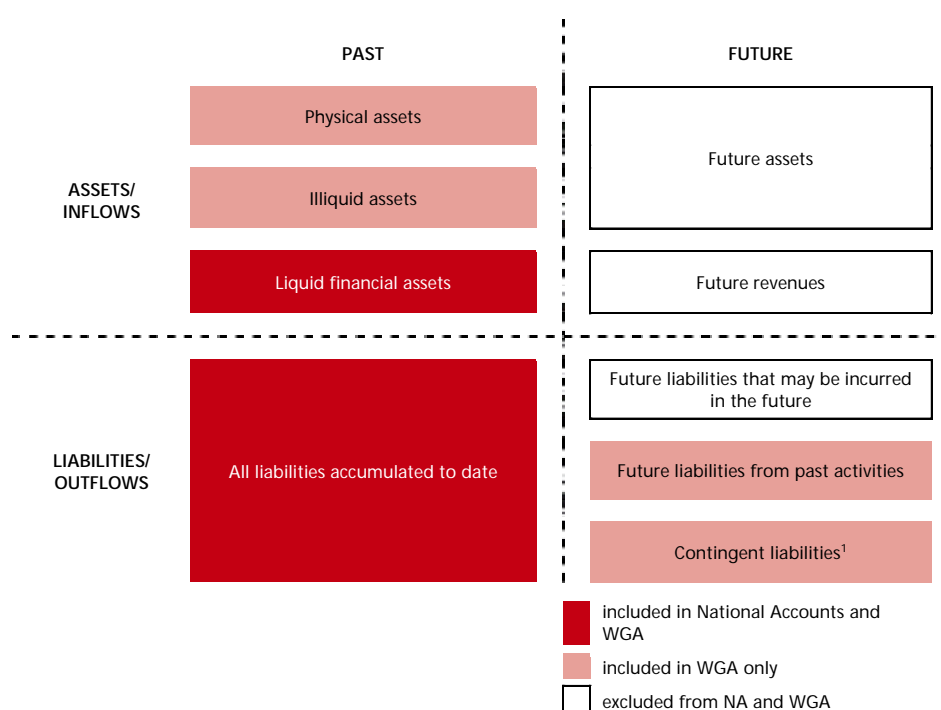 PAST
FUTURE
Physical assets
Future assets
ASSETS/
INFLOWS
Illiquid assets
Liquid financial assets
Future revenues
Future liabilities that may be incurred
in the future
LIABILITIES/
OUTFLOWS
All liabilities accumulated to date
Future liabilities from past activities
Contingent liabilities¹
included in National Accounts and
WGA
included in WGA only
excluded from NA and WGA